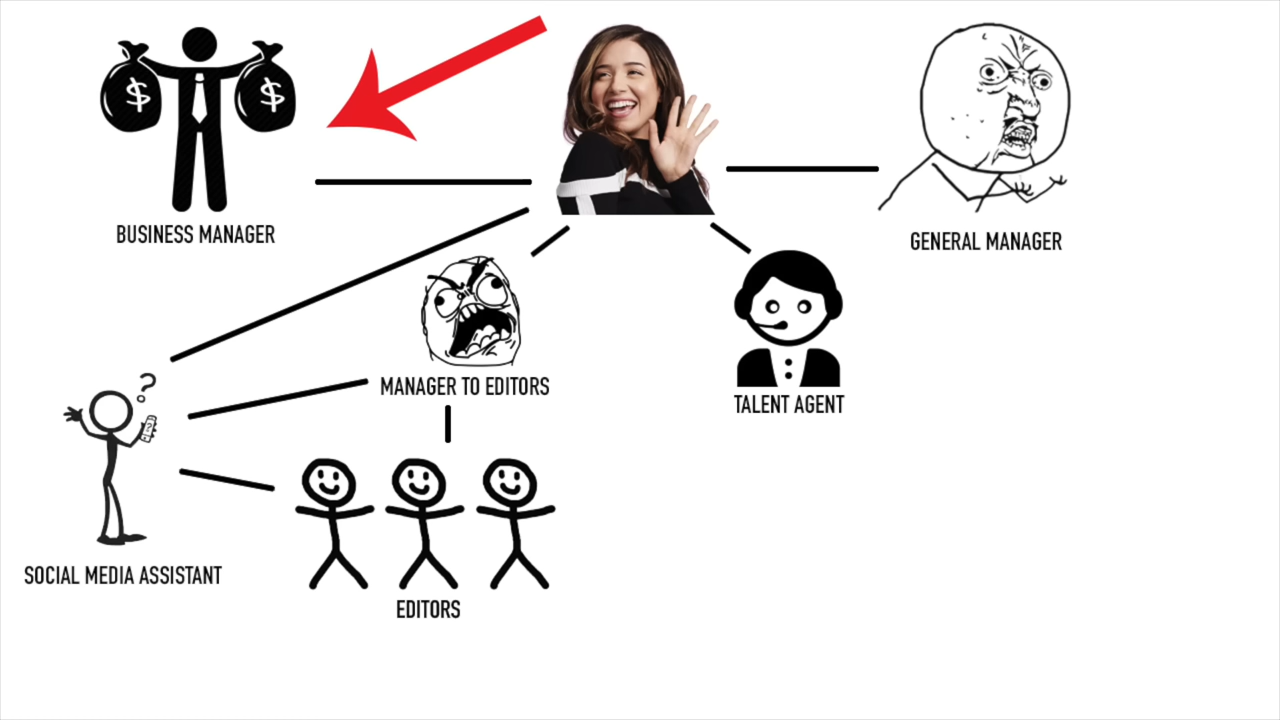 $ $
BUSINESS MANAGER
GENERAL MANAGER
?
MANAGER TO EDITORS
TALENT AGENT
SOCIAL MEDIA ASSISTANT
EDITORS